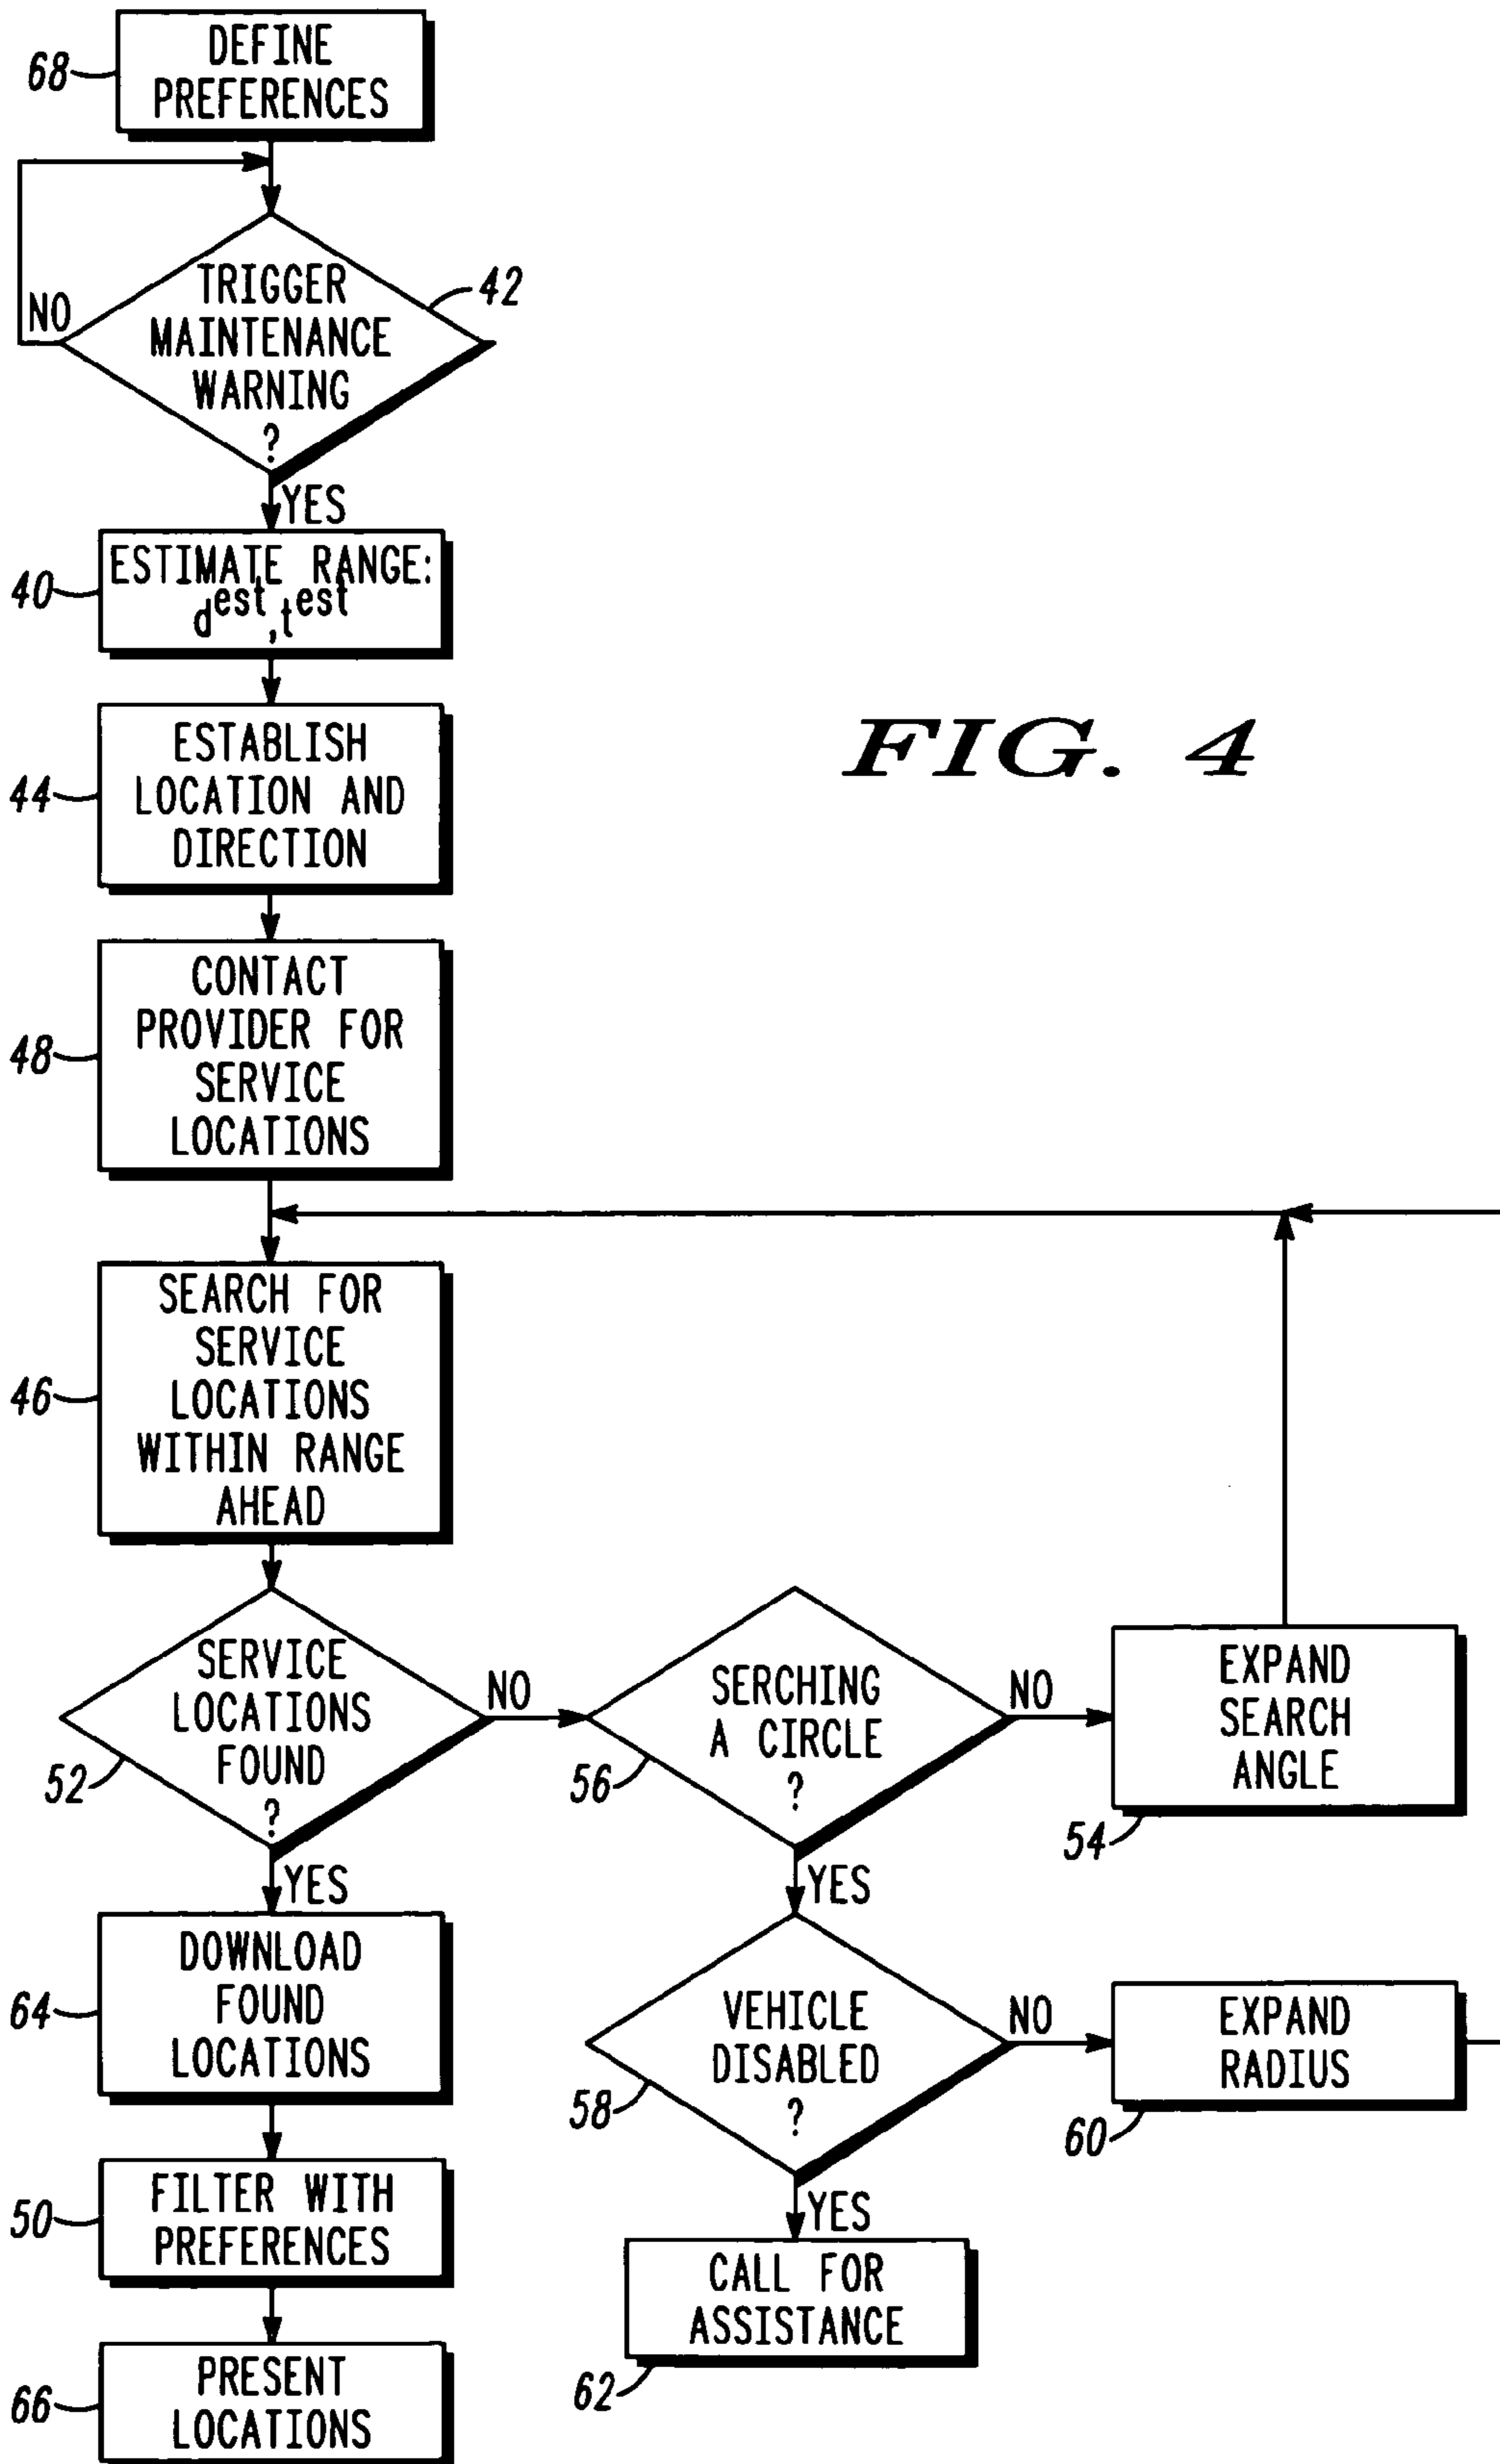 DEFINE
PREFERENCES
68
TRIGGER
MAINTENANCE
WARNING
?
42
NO
YES
ESTIMATE RANGE:
d^est, t^est
40
ESTABLISH
LOCATION AND
DIRECTION
44
FIG. 4
CONTACT
PROVIDER FOR
SERVICE
LOCATIONS
48
SEARCH FOR
SERVICE
LOCATIONS
WITHIN RANGE
AHEAD
46
SERVICE
LOCATIONS
FOUND
?
52
NO
SERCHING
A CIRCLE
?
56
NO
EXPAND
SEARCH
ANGLE
54
YES
YES
DOWNLOAD
FOUND
LOCATIONS
64
VEHICLE
DISABLED
?
58
NO
EXPAND
RADIUS
60
FILTER WITH
PREFERENCES
50
YES
CALL FOR
ASSISTANCE
62
PRESENT
LOCATIONS
66